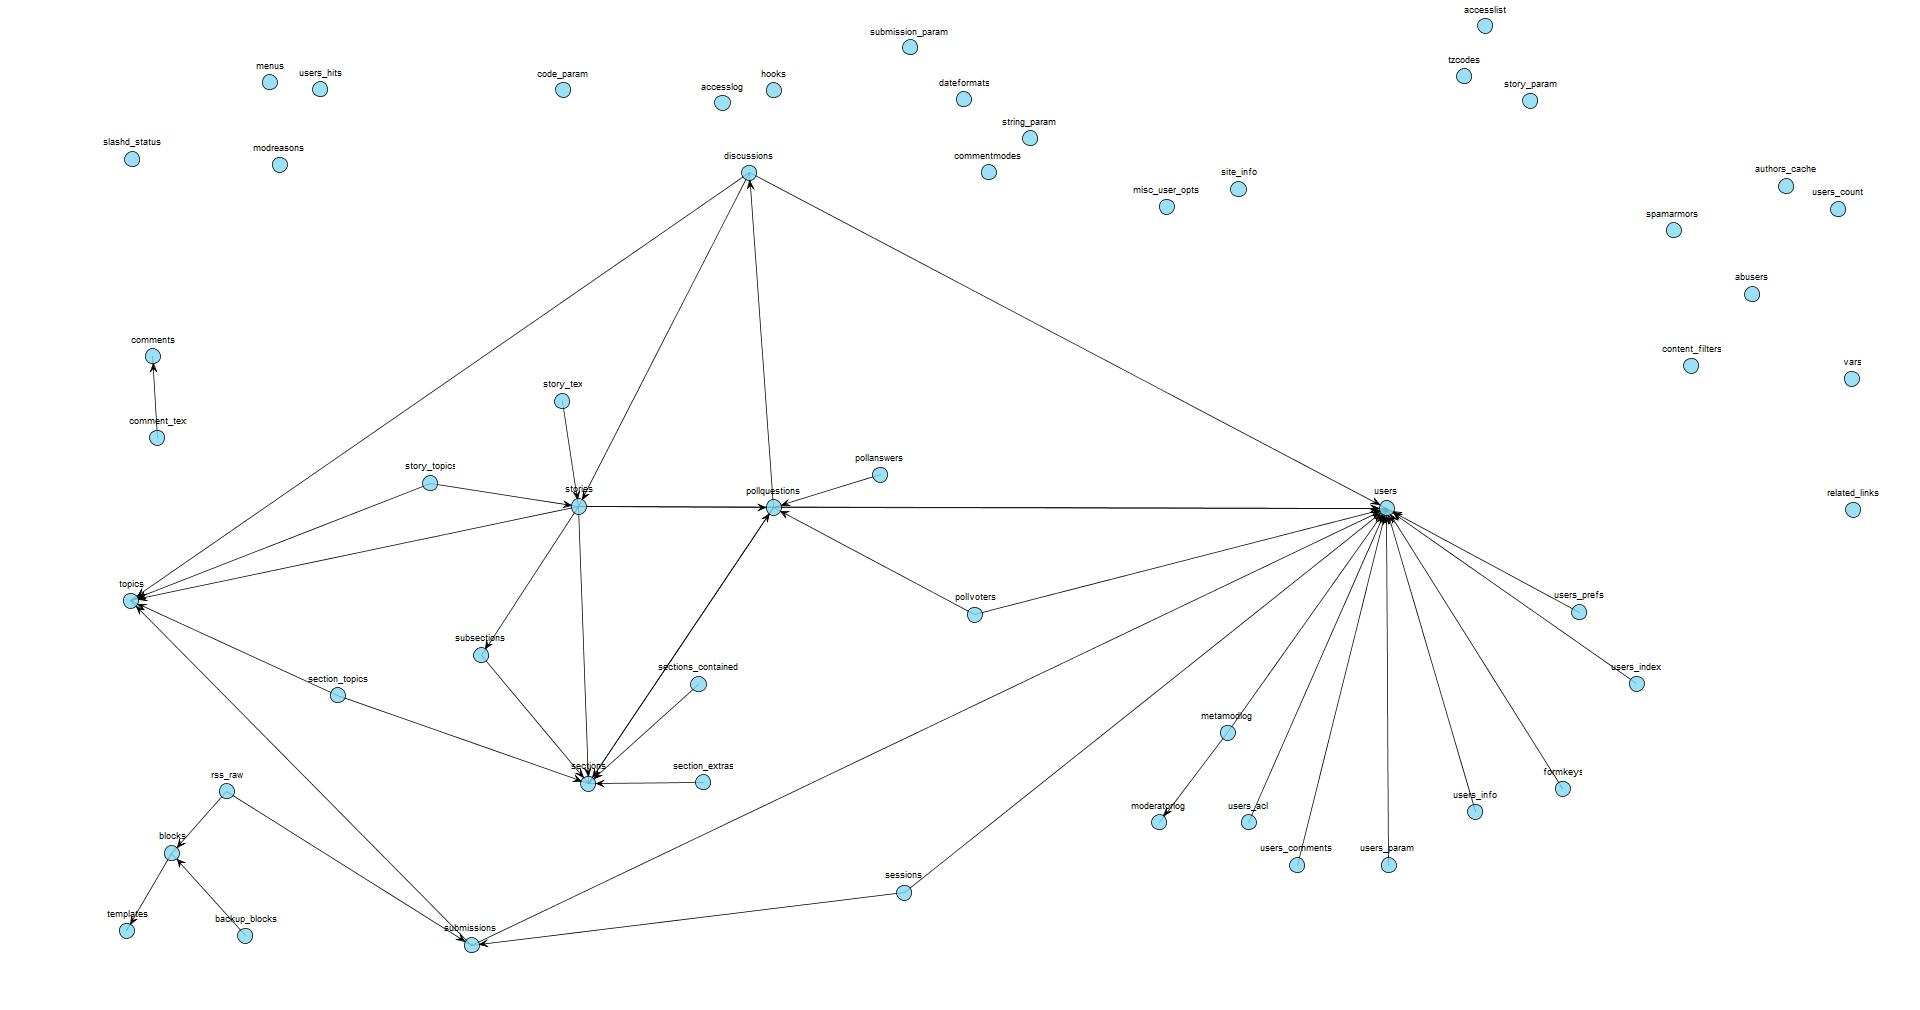 accesslist
submission_param
tzcodes
menus
users_hits
code_param
hooks
accesslog
dateformats
story_param
string_param
slashd_status
modreasons
discussions
commentmodes
site_info
misc_user_opts
authors_cache
users_count
spamarmors
abusers
comments
content_filters
vars
story_tex
comment_tex
story_topics
pollanswers
stories
pollquestions
users
related_links
topics
pollvoters
users_prefs
subsections
sections_contained
users_index
section_topics
metamodlog
sections
section_extras
rss_raw
formkeys
users_info
moderatorlog
users_acl
blocks
users_comments
users_param
sessions
templates
backup_blocks
submissions